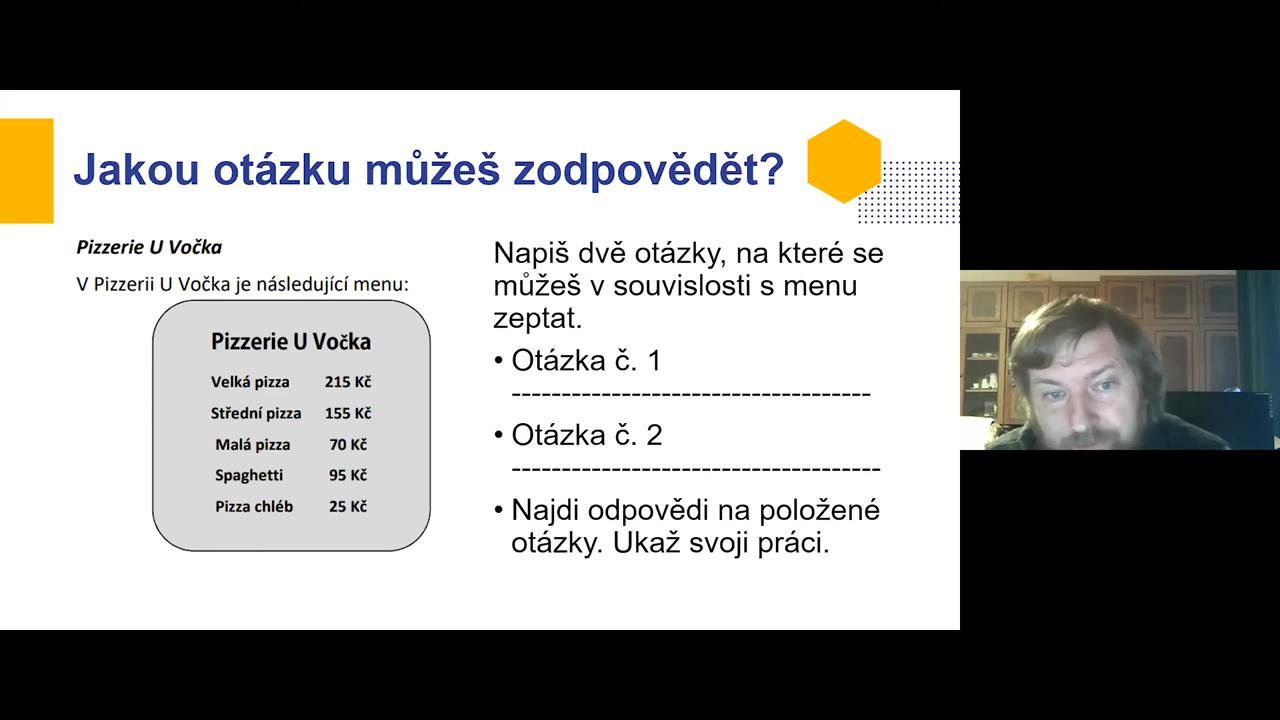 Jakou otázku můžeš zodpovědět?
Pizzerie U Vočka
V Pizzerii U Vočka je následující menu:
Pizzerie U Vočka
Velká pizza 215 Kč
Střední pizza 155 Kč
Malá pizza 70 Kč
Spaghetti 95 Kč
Pizza chléb 25 Kč
Napiš dvě otázky, na které se
můžeš v souvislosti s menu
zeptat.
• Otázka č. 1
------------------------------------
• Otázka č. 2
-------------------------------------
• Najdi odpovědi na položené
otázky. Ukaž svoji práci.